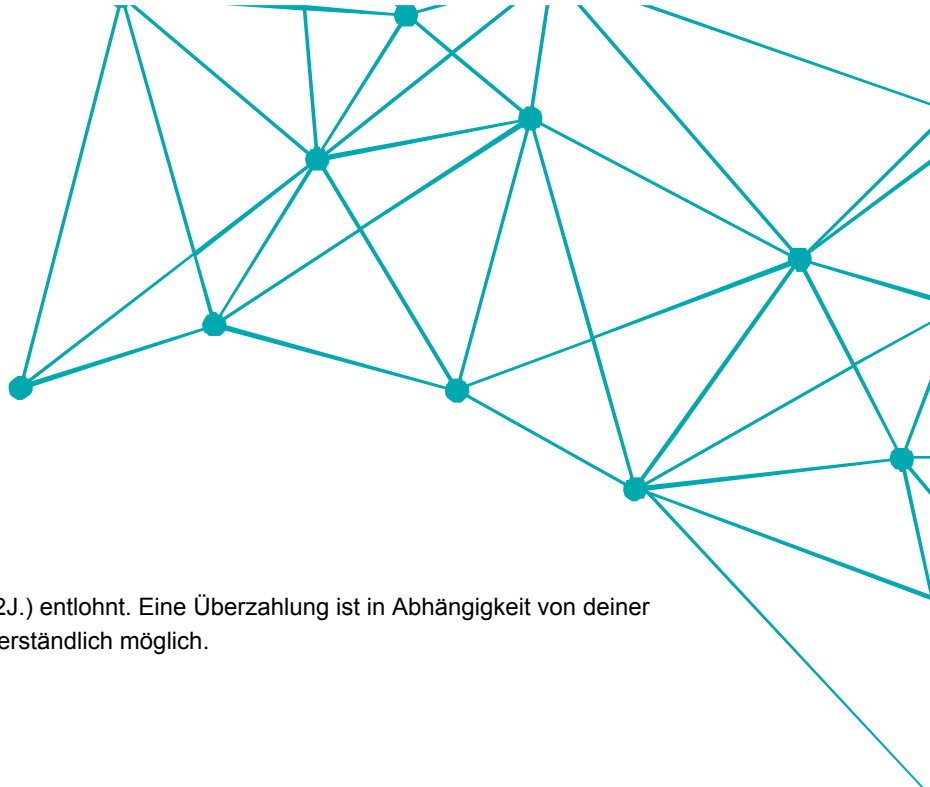 2J.) entlohnt. Eine Überzahlung ist in Abhängigkeit von deiner
erständlich möglich.